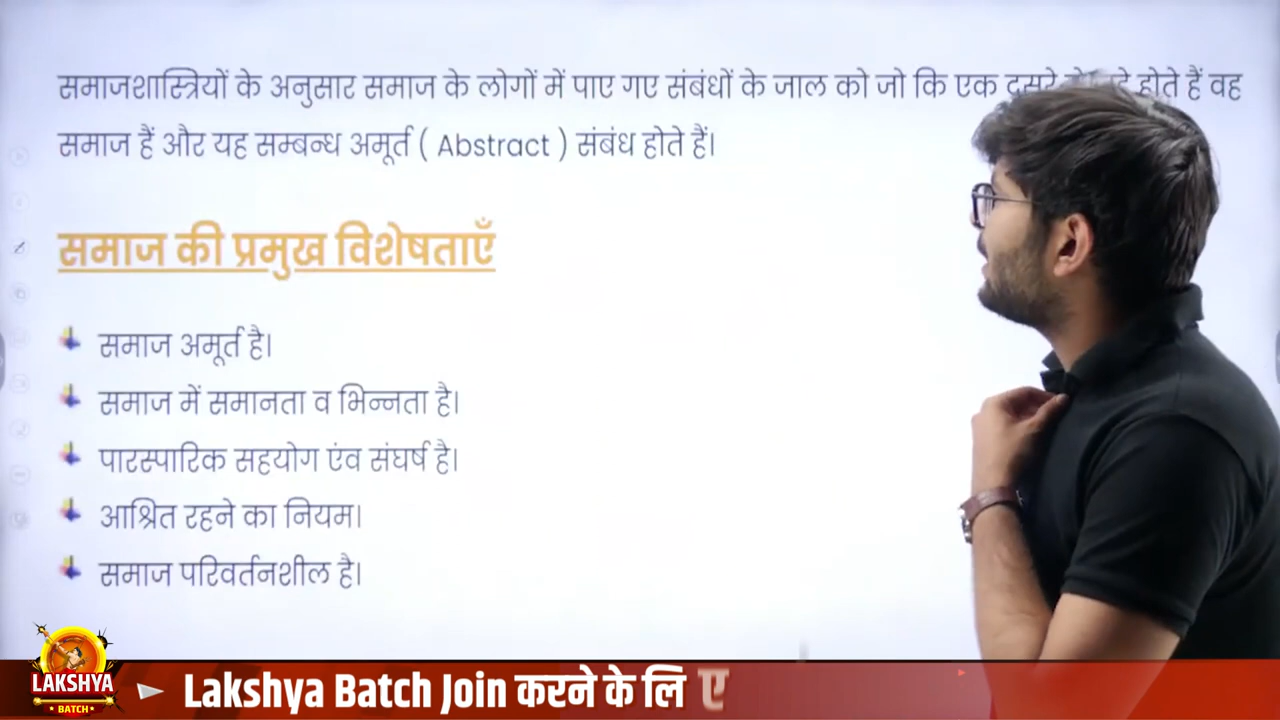 समाजशास्त्रियों के अनुसार समाज के लोगों में पाए गए संबंधों के जाल को जो कि एक दूसरे होते हैं वह
समाज हैं और यह सम्बन्ध अमूर्त ( Abstract ) संबंध होते हैं।
समाज की प्रमुख विशेषताएँ
समाज अमूर्त है।
समाज में समानता व भिन्नता है।
पारस्पारिक सहयोग एंव संघर्ष है।
आश्रित रहने का नियम।
समाज परिवर्तनशील है।
LAKSHYA
BATCH
Lakshya Batch Join करने के लिए